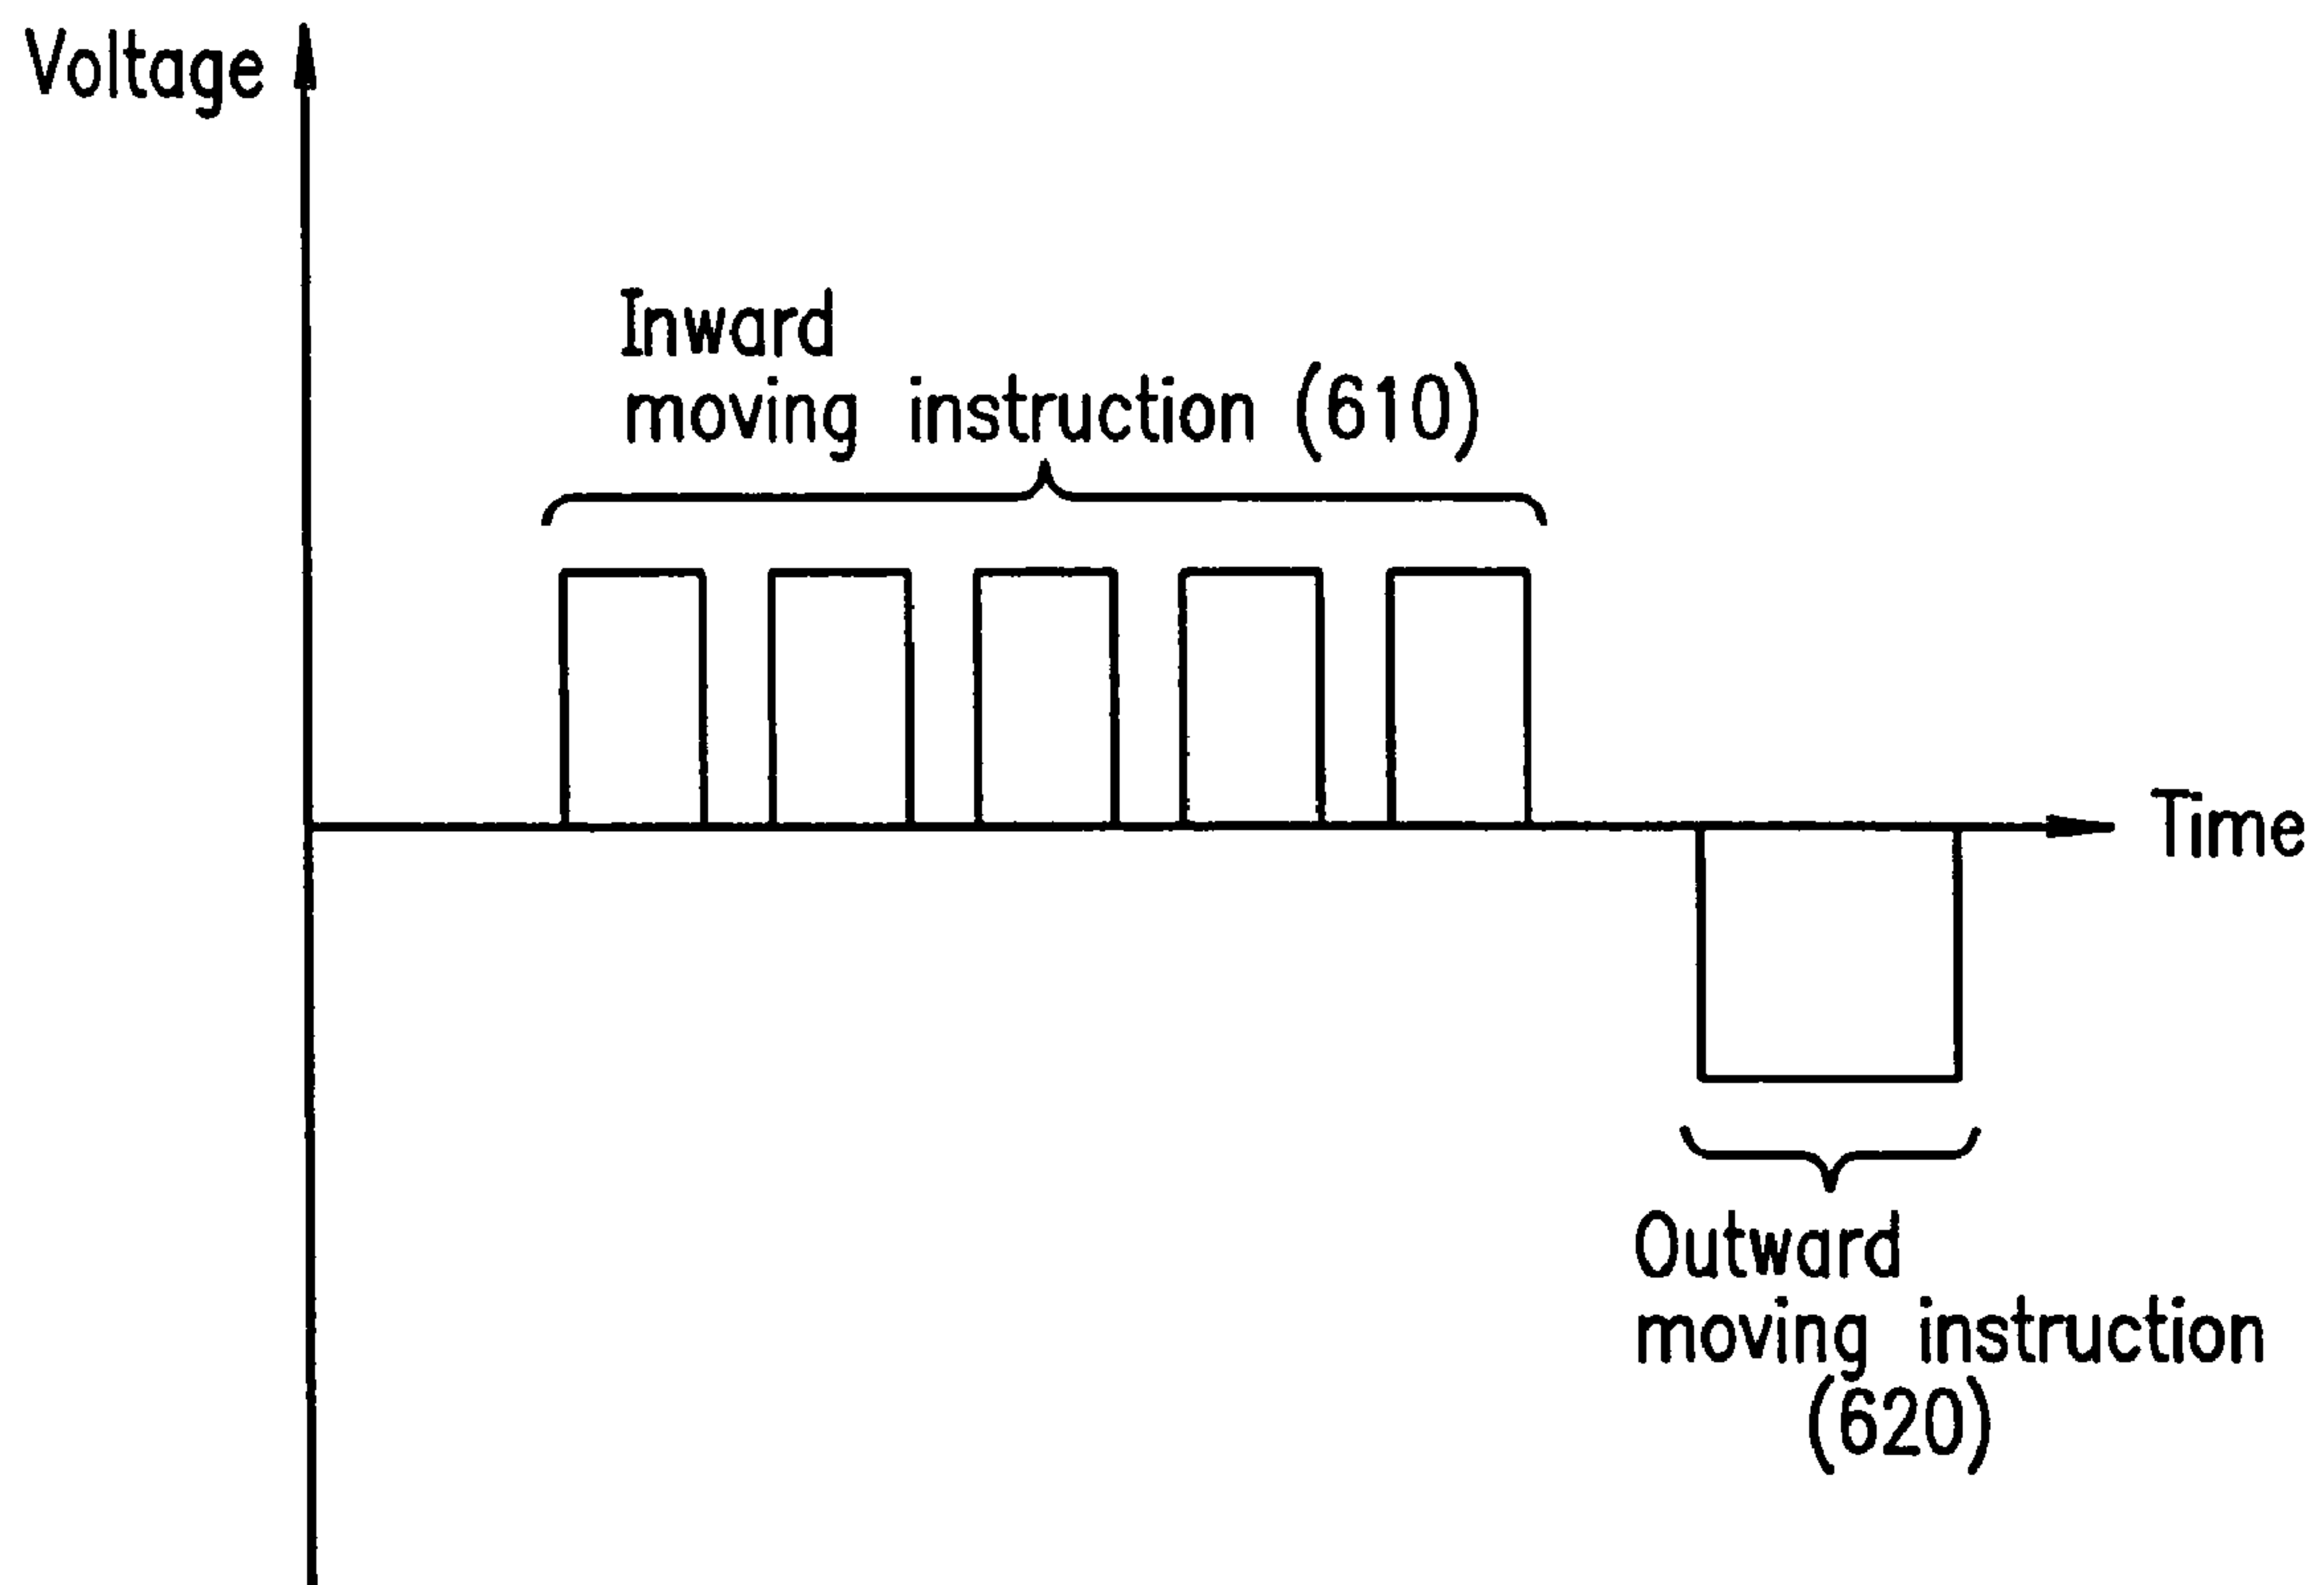 Voltage
Inward
moving instruction (610)
Time
Outward
moving instruction
(620)